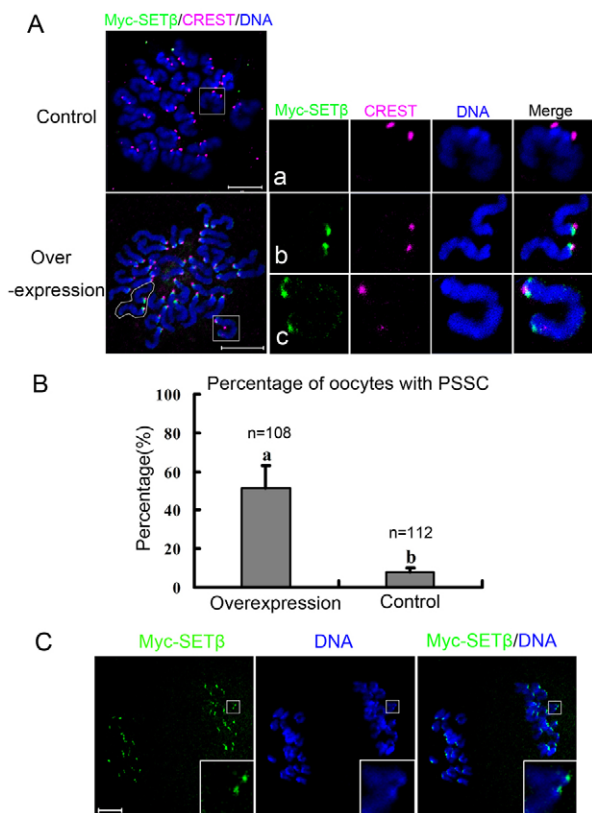 A
Myc-SETβ/CREST/DNA
Control
Myc-SETβ CREST DNA Merge
a
Over
-expression
b
c
B
Percentage of oocytes with PSSC
Percentage(%)
100
80
60
40
20
0
n=108
a
n=112
b
Overexpression Control
C
Myc-SETβ DNA Myc-SETβ/DNA